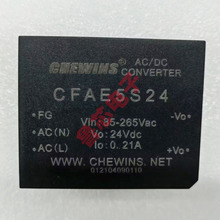 CHEWINS AC/DC CONVERTER
CFAE5S24
FG Vin: 85-265Vac -Vo
AC(N) Vo: 24Vdc
AC(L) Io: 0.21A +Vo
WWW.CHEWINS.NET
012104090110